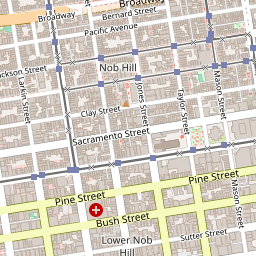 Broadway
Broadway
Bernard Street
Pacific Avenue
Jackson Street
Nob Hill
Larkin Street
Jones Street
Taylor Street
Mason Street
Clay Street
Sacramento Street
Pine Street
Pine Street
Mason Street
Bush Street
Lower Nob
Hill
Sutter Street